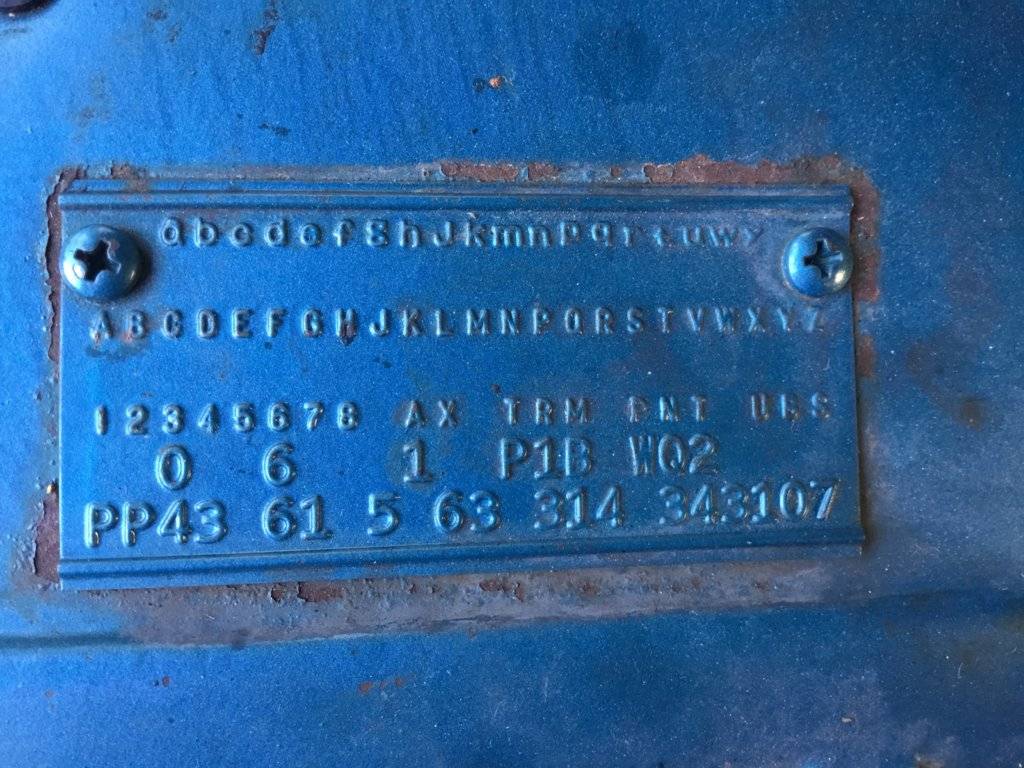 abcdefghJkmnpqrtuwy
ABCDEFGHJKLMNPQRSTVWXYZ
12345678 AX TRM PNT UBS
0 6 1 P1B WQ2
PP43 61 5 63 314 343107